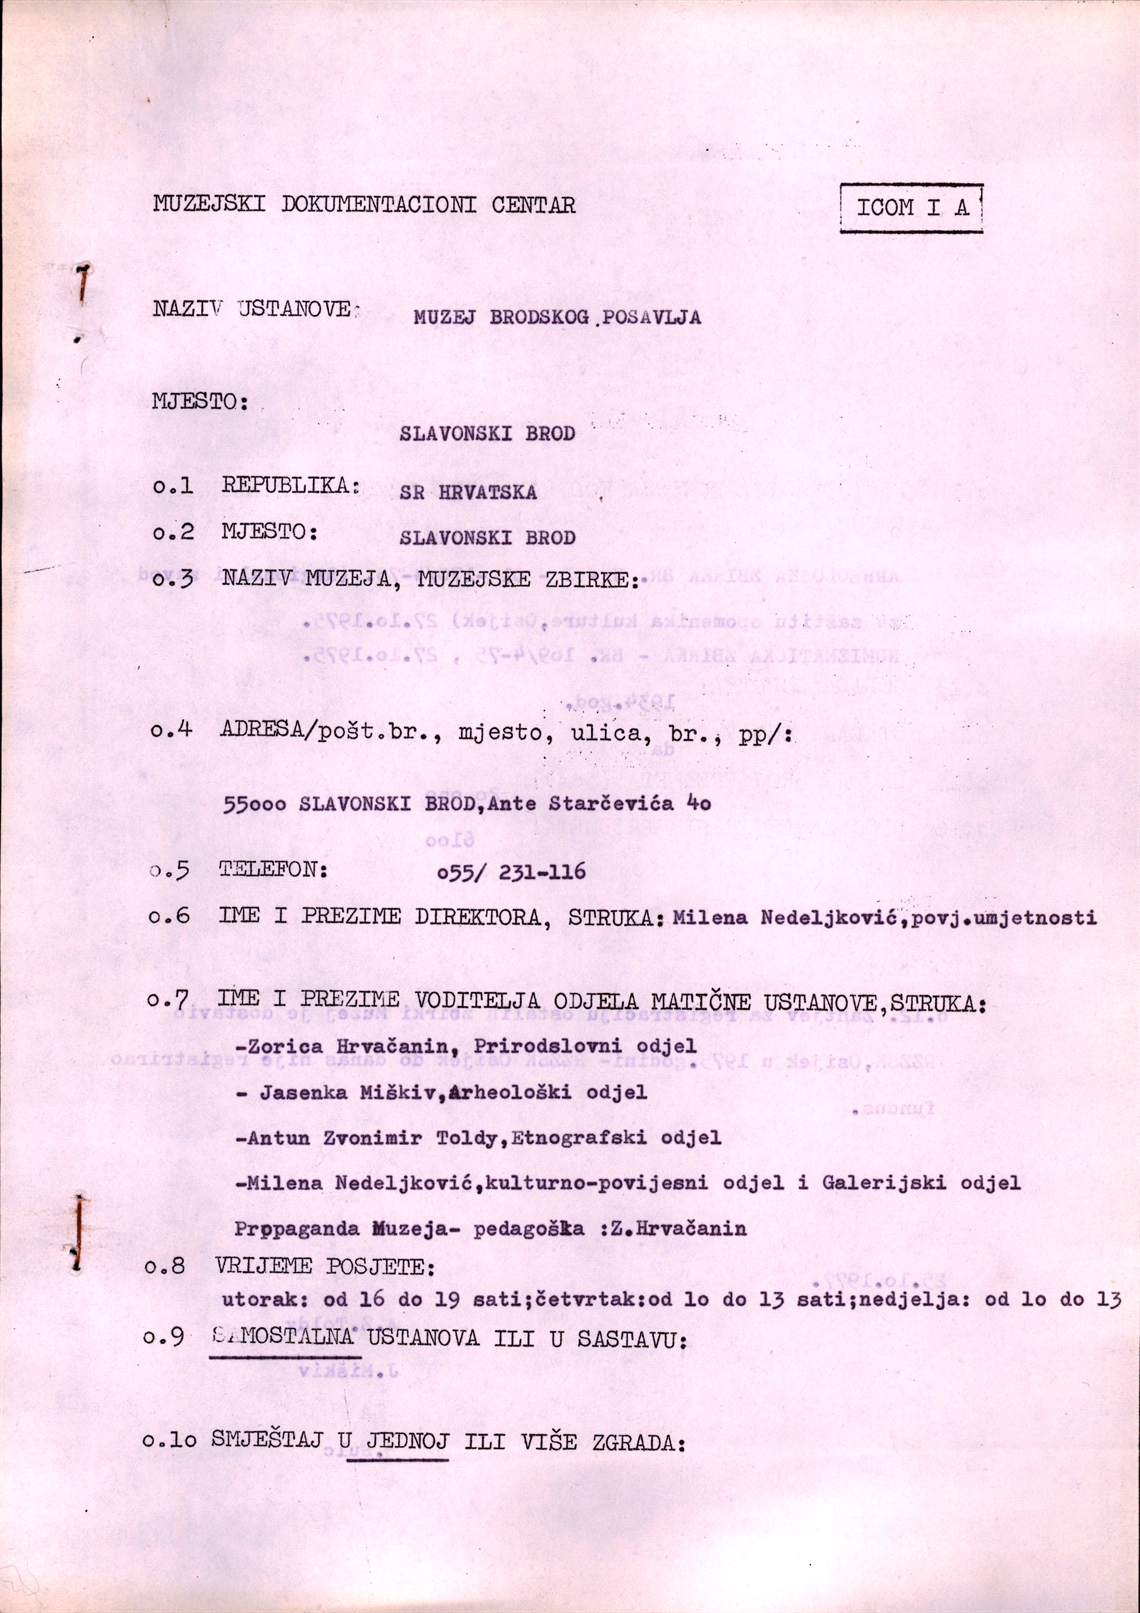 MUZEJSKI DOKUMENTACIONI CENTAR
ICOM I A
NAZIV USTANOVE: MUZEJ BRODSKOG POSAVLJA
MJESTO:
SLAVONSKI BROD
o.1 REPUBLIKA: SR HRVATSKA
o.2 MJESTO: SLAVONSKI BROD
o.3 NAZIV MUZEJA, MUZEJSKE ZBIRKE:
o.4 ADRESA/pošt.br., mjesto, ulica, br., pp/:
55ooo SLAVONSKI BROD,Ante Starčevića 4o
o.5 TELEFON: o55/ 231-116
o.6 IME I PREZIME DIREKTORA, STRUKA: Milena Nedeljković,povj.umjetnosti
o.7 IME I PREZIME VODITELJA ODJELA MATIČNE USTANOVE,STRUKA:
-Zorica Hrvačanin, Prirodslovni odjel
- Jasenka Miškiv,Arheološki odjel
-Antun Zvonimir Toldy,Etnografski odjel
-Milena Nedeljković,kulturno-povijesni odjel i Galerijski odjel
Propaganda Muzeja- pedagoška :Z.Hrvačanin
o.8 VRIJEME POSJETE:
utorak: od 16 do 19 sati;četvrtak:od lo do 13 sati;nedjelja: od lo do 13
o.9 SAMOSTALNA USTANOVA ILI U SASTAVU:
o.lo SMJEŠTAJ U JEDNOJ ILI VIŠE ZGRADA: